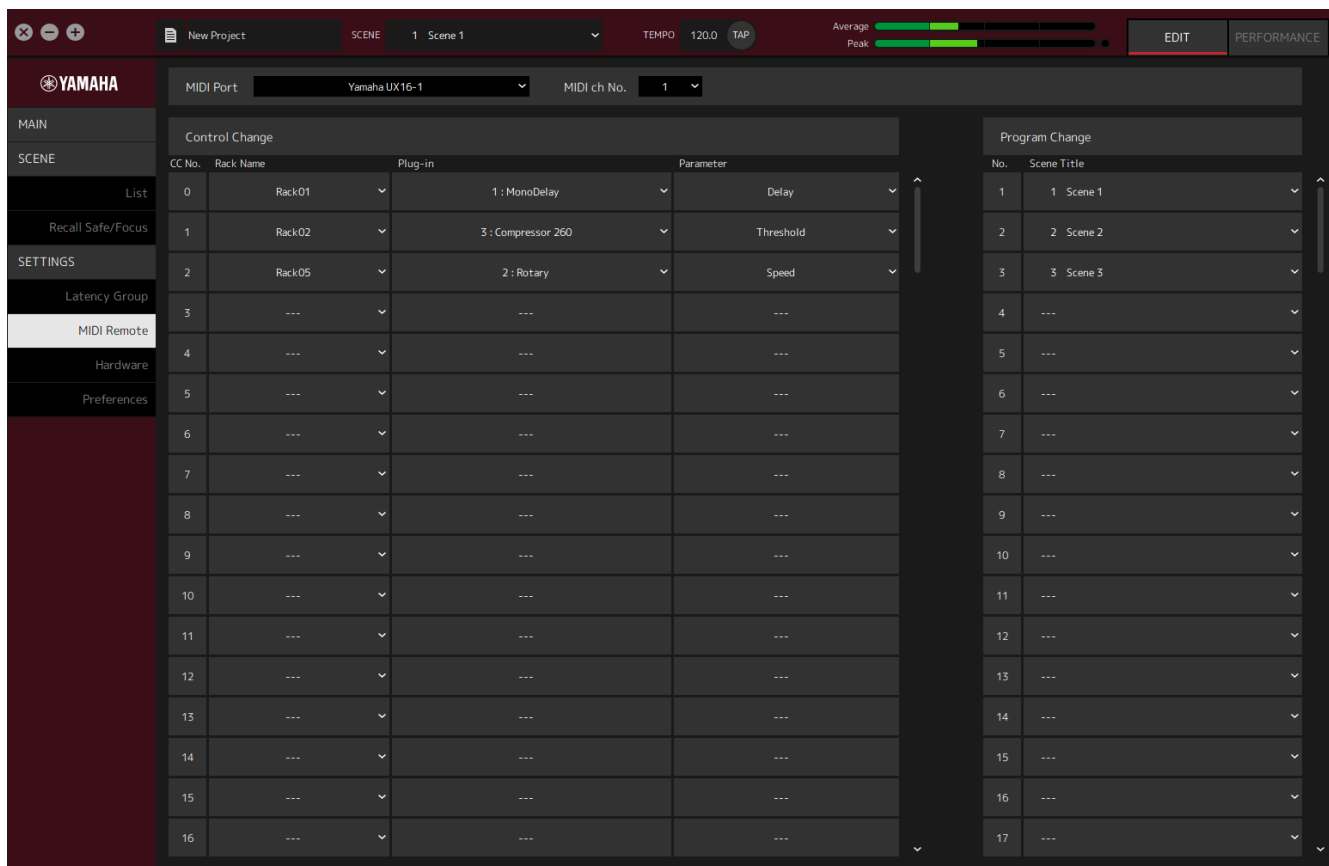 New Project SCENE 1 Scene 1 TEMPO 120.0 TAP Average Peak EDIT PERFORMANCE
YAMAHA
MAIN
SCENE
List
Recall Safe/Focus
SETTINGS
Latency Group
MIDI Remote
Hardware
Preferences
MIDI Port Yamaha UX16-1 MIDI ch No. 1
Control Change
CC No. Rack Name Plug-in Parameter
0 Rack01 1 : MonoDelay Delay
1 Rack02 3 : Compressor 260 Threshold
2 Rack05 2 : Rotary Speed
3 --- --- ---
4 --- --- ---
5 --- --- ---
6 --- --- ---
7 --- --- ---
8 --- --- ---
9 --- --- ---
10 --- --- ---
11 --- --- ---
12 --- --- ---
13 --- --- ---
14 --- --- ---
15 --- --- ---
16 --- --- ---
Program Change
No. Scene Title
1 1 Scene 1
2 2 Scene 2
3 3 Scene 3
4 ---
5 ---
6 ---
7 ---
8 ---
9 ---
10 ---
11 ---
12 ---
13 ---
14 ---
15 ---
16 ---
17 ---